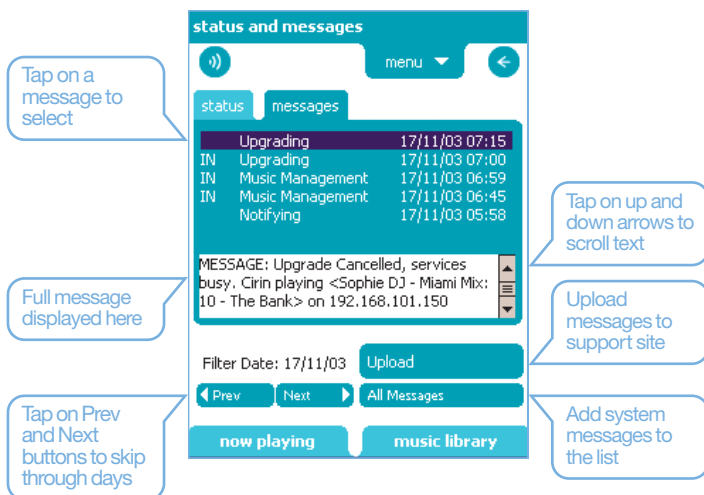 status and messages
menu
status
messages
Upgrading 17/11/03 07:15
IN Upgrading 17/11/03 07:00
IN Music Management 17/11/03 06:59
IN Music Management 17/11/03 06:45
Notifying 17/11/03 05:58
MESSAGE: Upgrade Cancelled, services
busy. Cirin playing <Sophie DJ - Miami Mix:
10 - The Bank> on 192.168.101.150
Filter Date: 17/11/03
Upload
Prev
Next
All Messages
now playing
music library
Tap on a
message to
select
Full message
displayed here
Tap on Prev
and Next
buttons to skip
through days
Tap on up and
down arrows to
scroll text
Upload
messages to
support site
Add system
messages to
the list